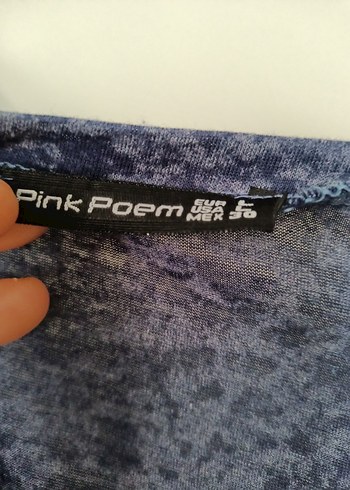 Pink Poem
EUR L
USA
MEX 30